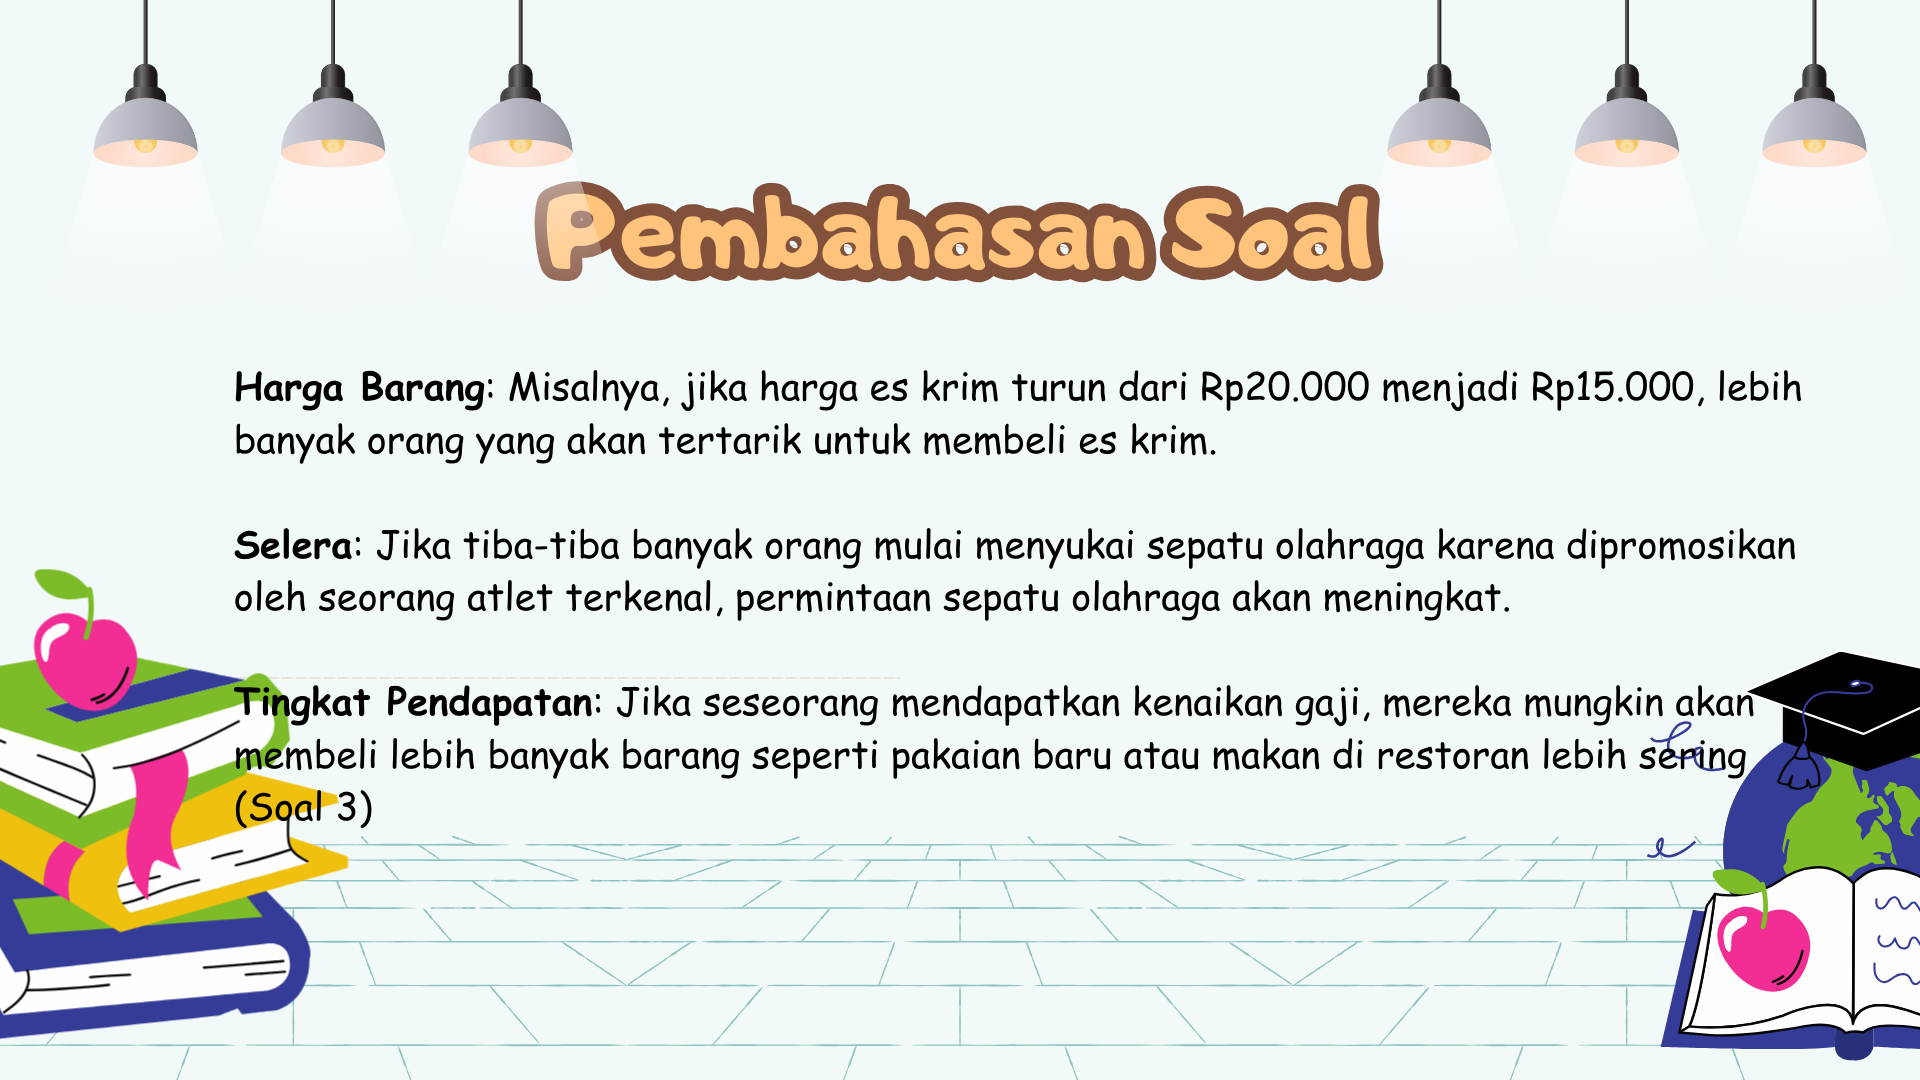 Pembahasan Soal
Harga Barang: Misalnya, jika harga es krim turun dari Rp20.000 menjadi Rp15.000, lebih
banyak orang yang akan tertarik untuk membeli es krim.
Selera: Jika tiba-tiba banyak orang mulai menyukai sepatu olahraga karena dipromosikan
oleh seorang atlet terkenal, permintaan sepatu olahraga akan meningkat.
Tingkat Pendapatan: Jika seseorang mendapatkan kenaikan gaji, mereka mungkin akan
membeli lebih banyak barang seperti pakaian baru atau makan di restoran lebih sering
(Soal 3)